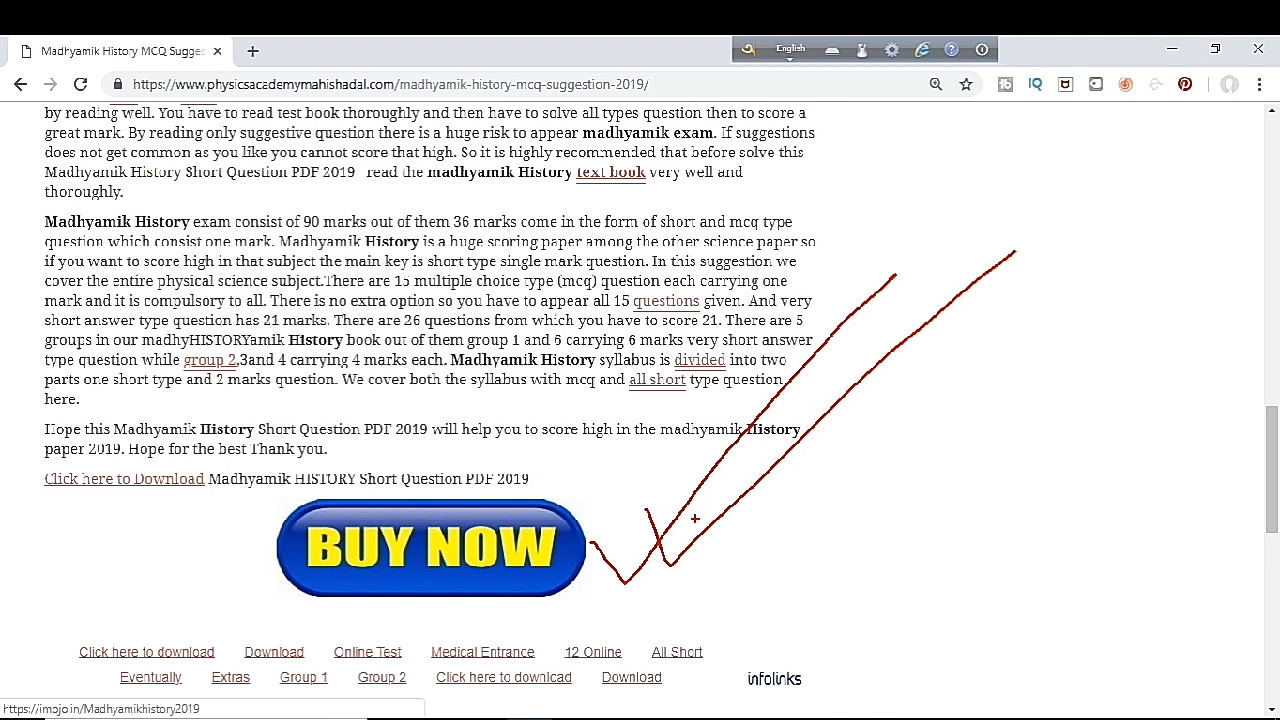 Madhyamik History MCQ Sugges
English
https://www.physicsacademymahishadal.com/madhyamik-history-mcq-suggestion-2019/
IQ
by reading well. You have to read test book thoroughly and then have to solve all types question then to score a
great mark. By reading only suggestive question there is a huge risk to appear madhyamik exam. If suggestions
does not get common as you like you cannot score that high. So it is highly recommended that before solve this
Madhyamik History Short Question PDF 2019 read the madhyamik History text book very well and
thoroughly.
Madhyamik History exam consist of 90 marks out of them 36 marks come in the form of short and mcq type
question which consist one mark. Madhyamik History is a huge scoring paper among the other science paper so
if you want to score high in that subject the main key is short type single mark question. In this suggestion we
cover the entire physical science subject.There are 15 multiple choice type (mcq) question each carrying one
mark and it is compulsory to all. There is no extra option so you have to appear all 15 questions given. And very
short answer type question has 21 marks. There are 26 questions from which you have to score 21. There are 5
groups in our madhyHISTORYamik History book out of them group 1 and 6 carrying 6 marks very short answer
type question while group 2,3and 4 carrying 4 marks each. Madhyamik History syllabus is divided into two
parts one short type and 2 marks question. We cover both the syllabus with mcq and all short type question
here.
Hope this Madhyamik History Short Question PDF 2019 will help you to score high in the madhyamik History
paper 2019. Hope for the best Thank you.
Click here to Download Madhyamik HISTORY Short Question PDF 2019
BUY NOW
Click here to download Download Online Test Medical Entrance 12 Online All Short
Eventually Extras Group 1 Group 2 Click here to download Download infolinks
https://imojo.in/Madhyamikhistory2019